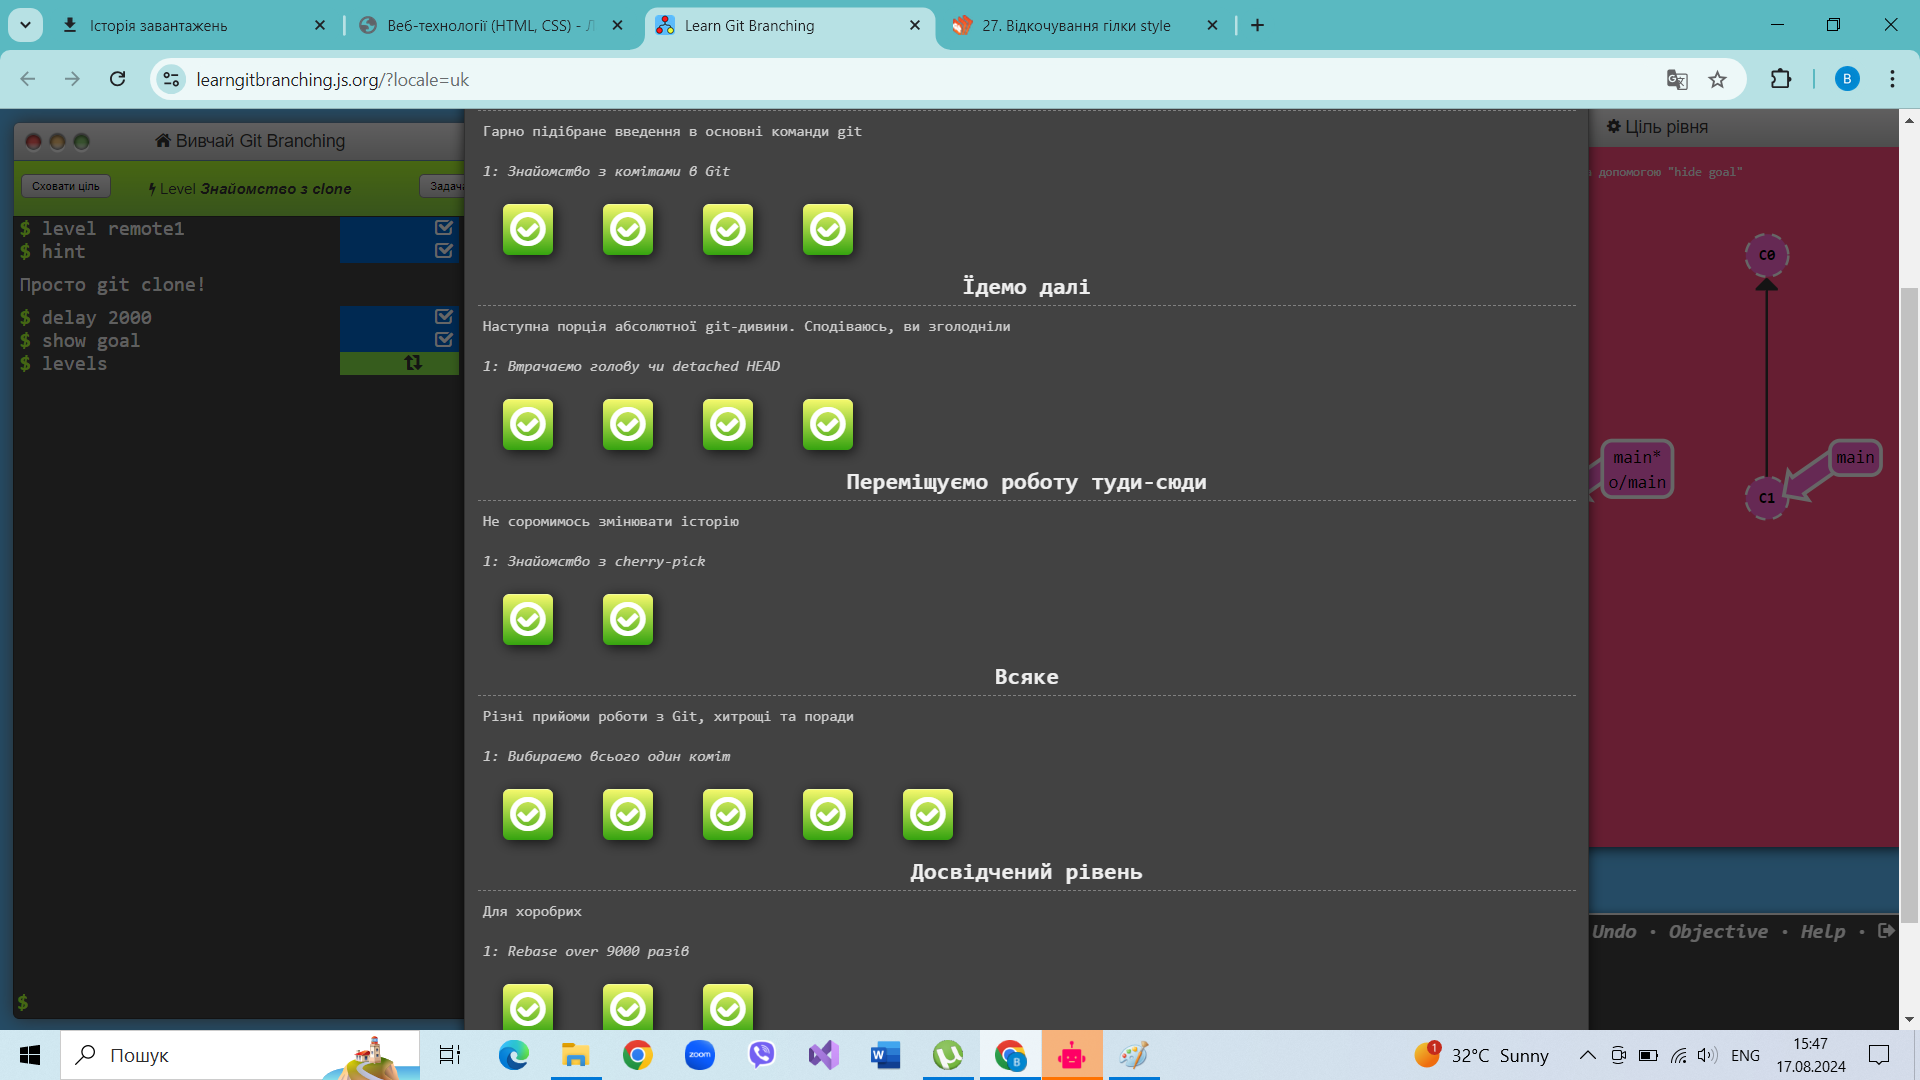 Історія завантажень
Веб-технології (HTML, CSS) - Л
Learn Git Branching
27. Відкочування гілки style
learngitbranching.js.org/?locale=uk
B
Вивчай Git Branching
Сховати ціль
Level Знайомство з clone
Задача
$ level remote1
$ hint
Просто git clone!
$ delay 2000
$ show goal
$ levels
$
Гарно підібране введення в основні команди git
1: Знайомство з комітами в Git
Їдемо далі
Наступна порція абсолютної git-дивини. Сподіваюсь, ви зголодніли
1: Втрачаємо голову чи detached HEAD
Переміщуємо роботу туди-сюди
Не соромимось змінювати історію
1: Знайомство з cherry-pick
Всяке
Різні прийоми роботи з Git, хитрощі та поради
1: Вибираємо всього один коміт
Досвідчений рівень
Для хоробрих
1: Rebase over 9000 разів
Ціль рівня
допомогою "hide goal"
C0
main*
o/main
main
C1
Undo • Objective • Help •
Пошук
zoom
W
B
1
32°C Sunny
ENG
15:47
17.08.2024